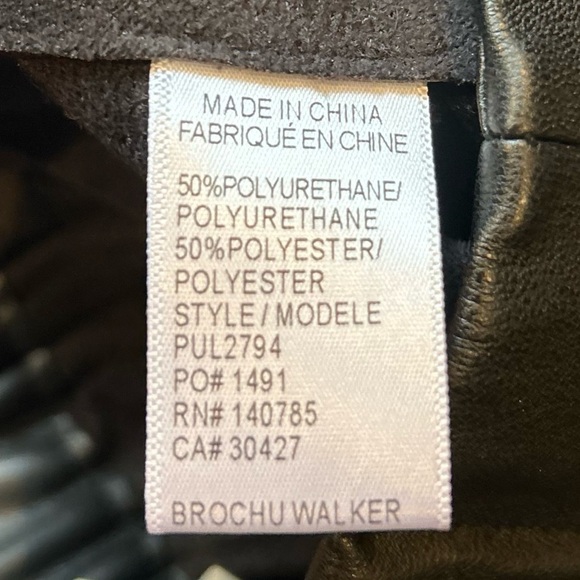 MADE IN CHINA
FABRIQUÉ EN CHINE
50%POLYURETHANE/
POLYURETHANE
50%POLYESTER/
POLYESTER
STYLE/MODELE
PUL2794
PO# 1491
RN# 140785
CA# 30427
BROCHU WALKER